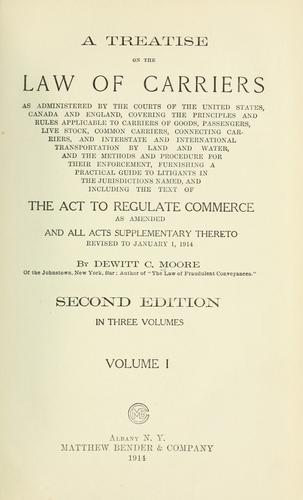 A TREATISE
ON THE
LAW OF CARRIERS
AS ADMINISTERED BY THE COURTS OF THE UNITED STATES,
CANADA AND ENGLAND, COVERING THE PRINCIPLES AND
RULES APPLICABLE TO CARRIERS OF GOODS, PASSENGERS,
LIVE STOCK, COMMON CARRIERS, CONNECTING CAR-
RIERS, AND INTERSTATE AND INTERNATIONAL
TRANSPORTATION BY LAND AND WATER,
AND THE METHODS AND PROCEDURE FOR
THEIR ENFORCEMENT, FURNISHING A
PRACTICAL GUIDE TO LITIGANTS IN
THE JURISDICTIONS NAMED, AND
INCLUDING THE TEXT OF
THE ACT TO REGULATE COMMERCE
AS AMENDED
AND ALL ACTS SUPPLEMENTARY THERETO
REVISED TO JANUARY 1, 1914
BY DEWITT C. MOORE
Of the Johnstown, New York, Bar; Author of "The Law of Fraudulent Conveyances."
SECOND EDITION
IN THREE VOLUMES
VOLUME I
ALBANY N. Y.
MATTHEW BENDER & COMPANY
1914